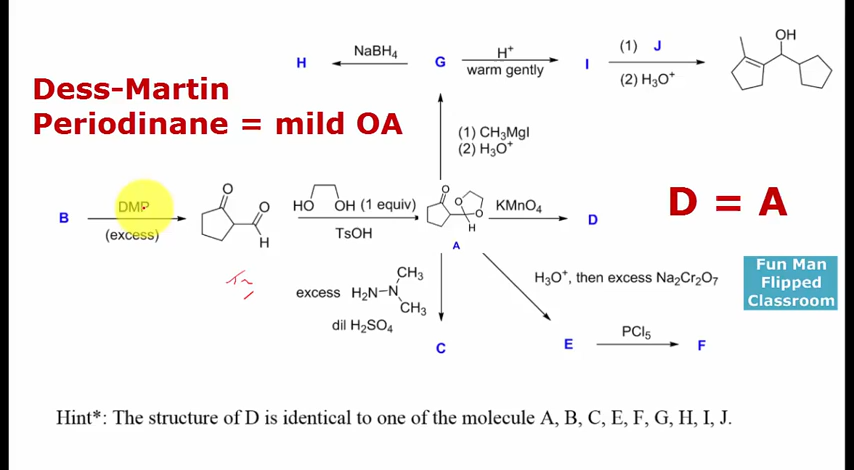 OH
H
NaBH4
G
H+
warm gently
I
(1) J
(2) H3O+
Dess-Martin
Periodinane = mild OA
(1) CH3MgI
(2) H3O+
B
DMP
(excess)
O
O
H
HO OH (1 equiv)
TsOH
O
O
O
H
A
KMnO4
D
D = A
Fun Man
Flipped
Classroom
excess H2N-N
CH3
CH3
dil H2SO4
H3O+, then excess Na2Cr2O7
C
E
PCl5
F
Hint*: The structure of D is identical to one of the molecule A, B, C, E, F, G, H, I, J.